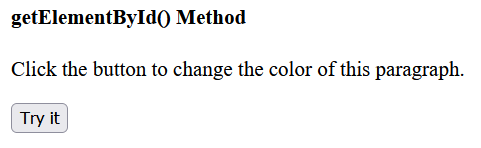 getElementById() Method
Click the button to change the color of this paragraph.
Try it